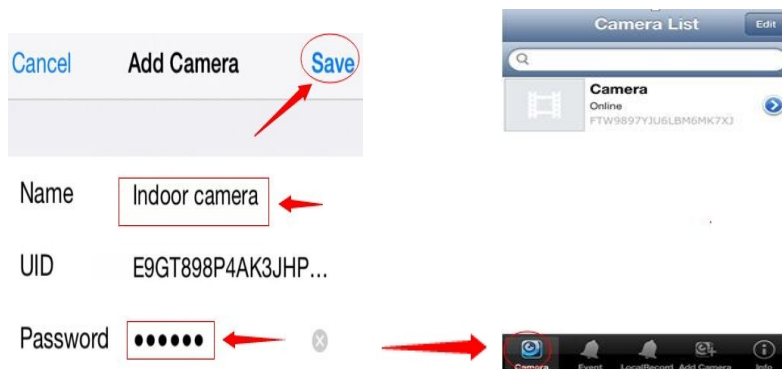 Cancel Add Camera Save
Name Indoor camera
UID E9GT898P4AK3JHP...
Password ●●●●●●
Camera List Edit
Camera
Online
FTW9897YJU6LBM6MK7XJ
Camera Event LocalRecord Add Camera Info